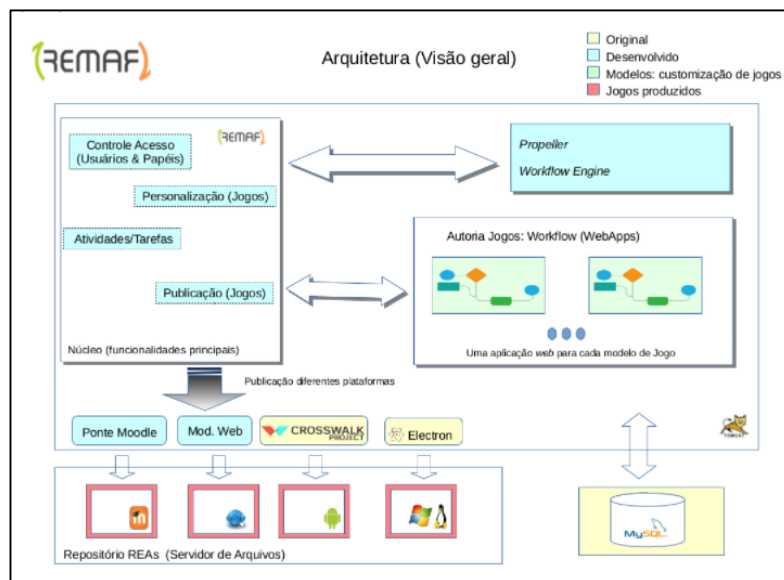 REMAF
Arquitetura (Visão geral)
Original
Desenvolvido
Modelos: customização de jogos
Jogos produzidos
Controle Acesso
(Usuários & Papéis)
REMAF
Personalização (Jogos)
Atividades/Tarefas
Publicação (Jogos)
Núcleo (funcionalidades principais)
Propeller
Workflow Engine
Autoria Jogos: Workflow (WebApps)
Uma aplicação web para cada modelo de Jogo
Publicação diferentes plataformas
Ponte Moodle
Mod. Web
CROSSWALK
PROJECT
Electron
Repositório REAs (Servidor de Arquivos)
MySQL